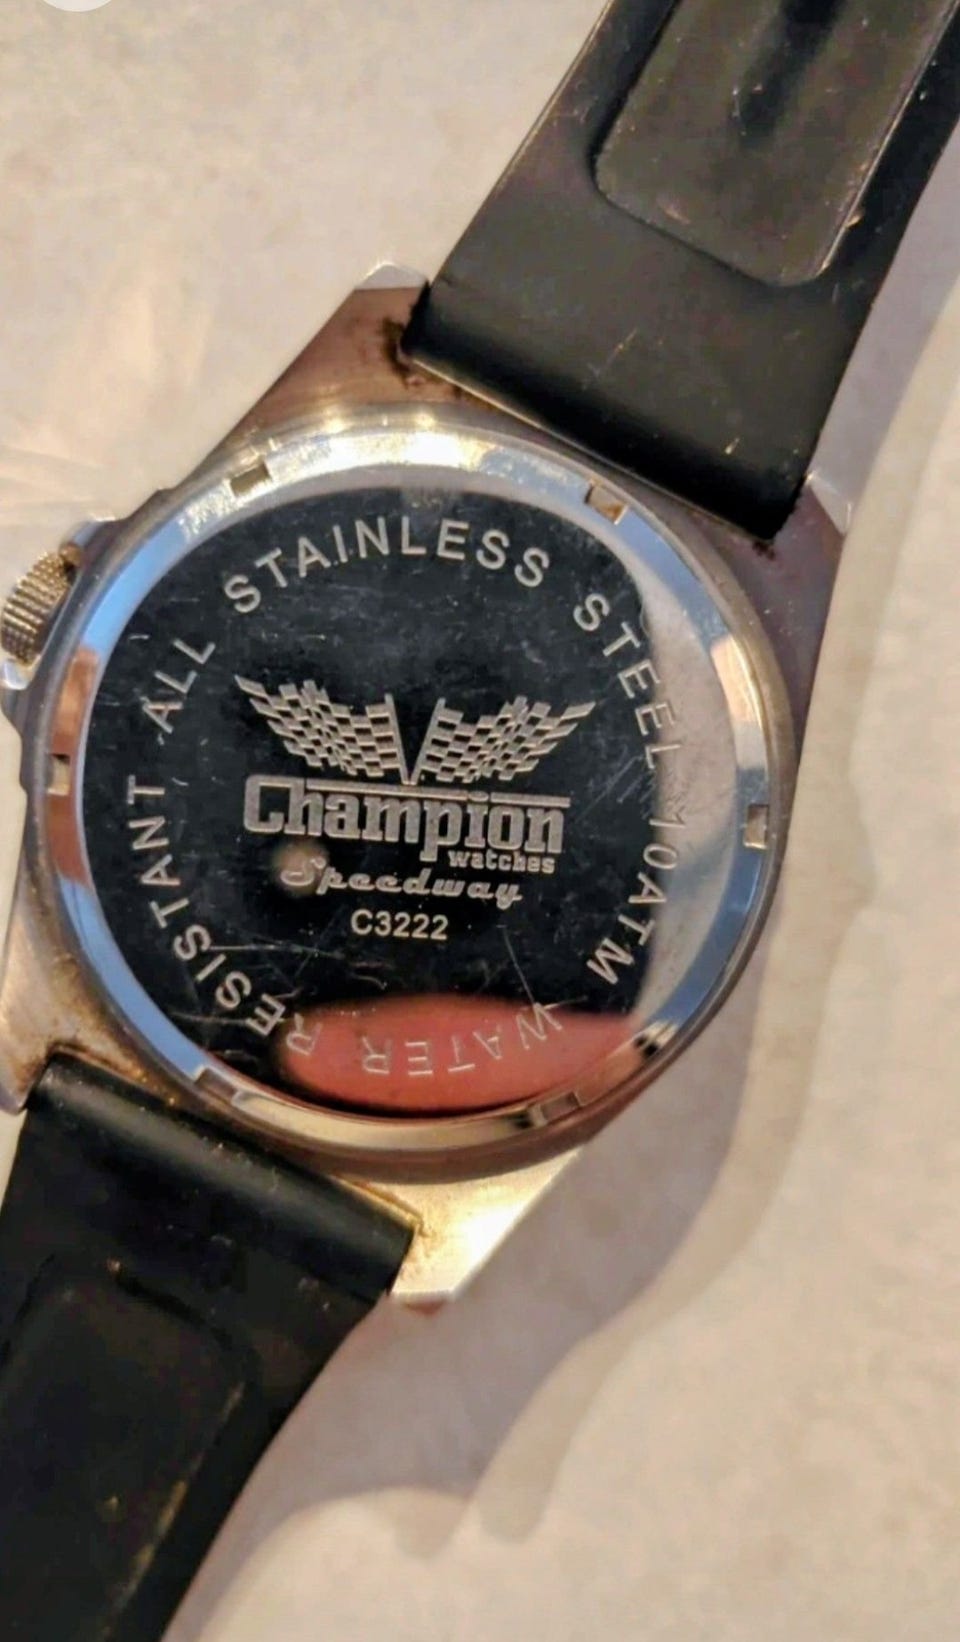 ALL STAINLESS STEEL 10ATM WATER RESISTANT
Champion
watches
Speedway
C3222